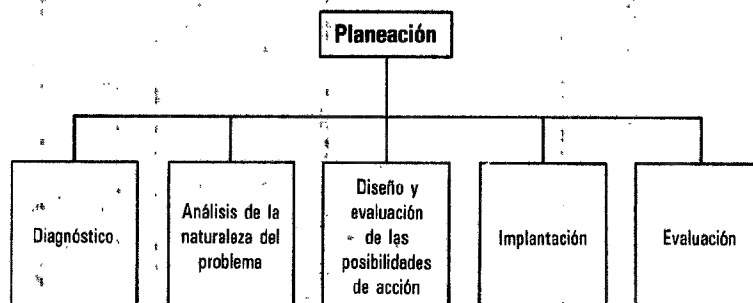 Planeación
Diagnóstico
Análisis de la
naturaleza del
problema
Diseño y
evaluación
de las
posibilidades
de acción
Implantación
Evaluación